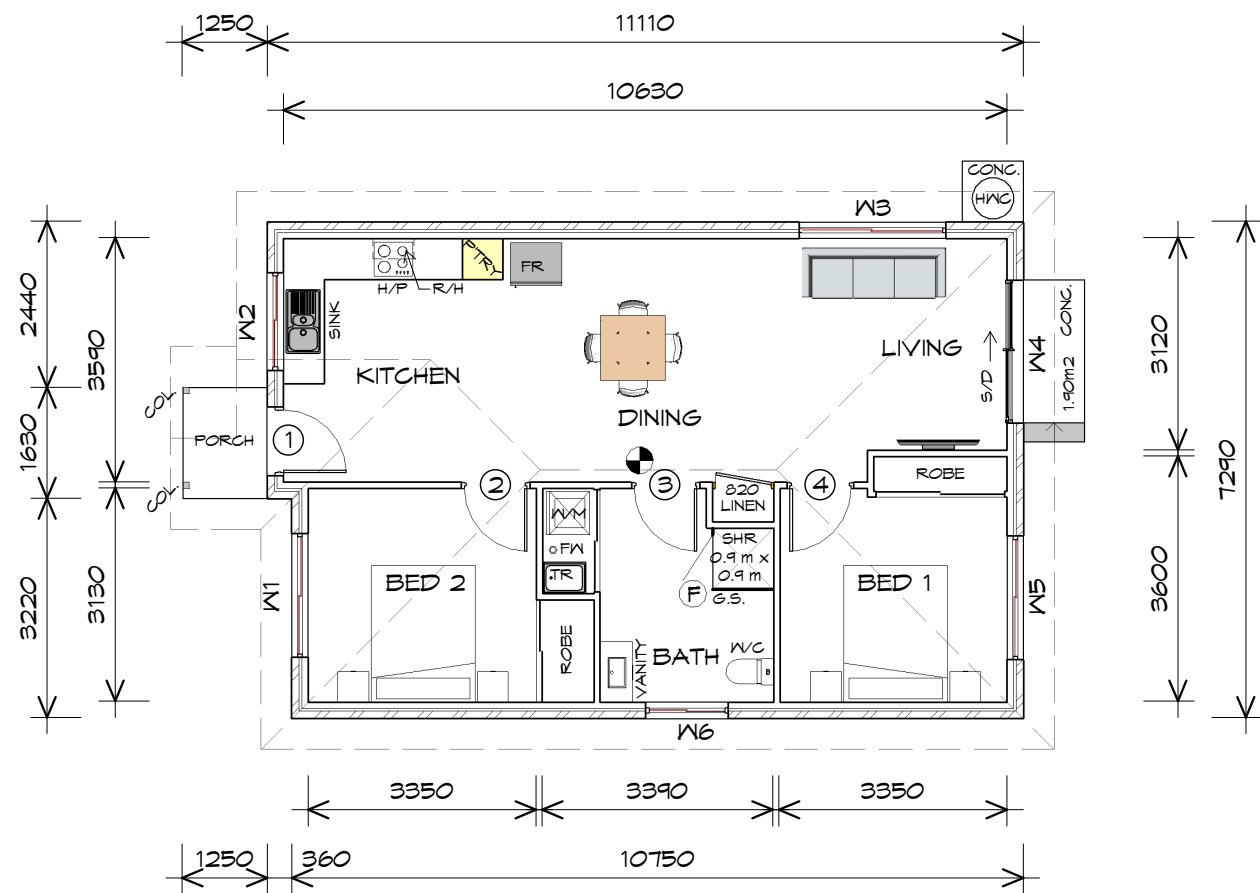 1250
11110
10630
CONC.
HWC
W3
P'TRY
FR
H/P
R/H
SINK
W2
2440
3590
LIVING
S/D
W4
1.90m2 CONC.
3120
KITCHEN
COL.
PORCH
1
DINING
1630
COL.
2
3
4
ROBE
820
LINEN
7290
W/M
FW
TR
SHR
0.9 m x
0.9 m
F
G.S.
BED 2
BED 1
W1
W5
3220
3130
3600
ROBE
VANITY
BATH
W/C
W6
3350
3390
3350
1250
360
10750